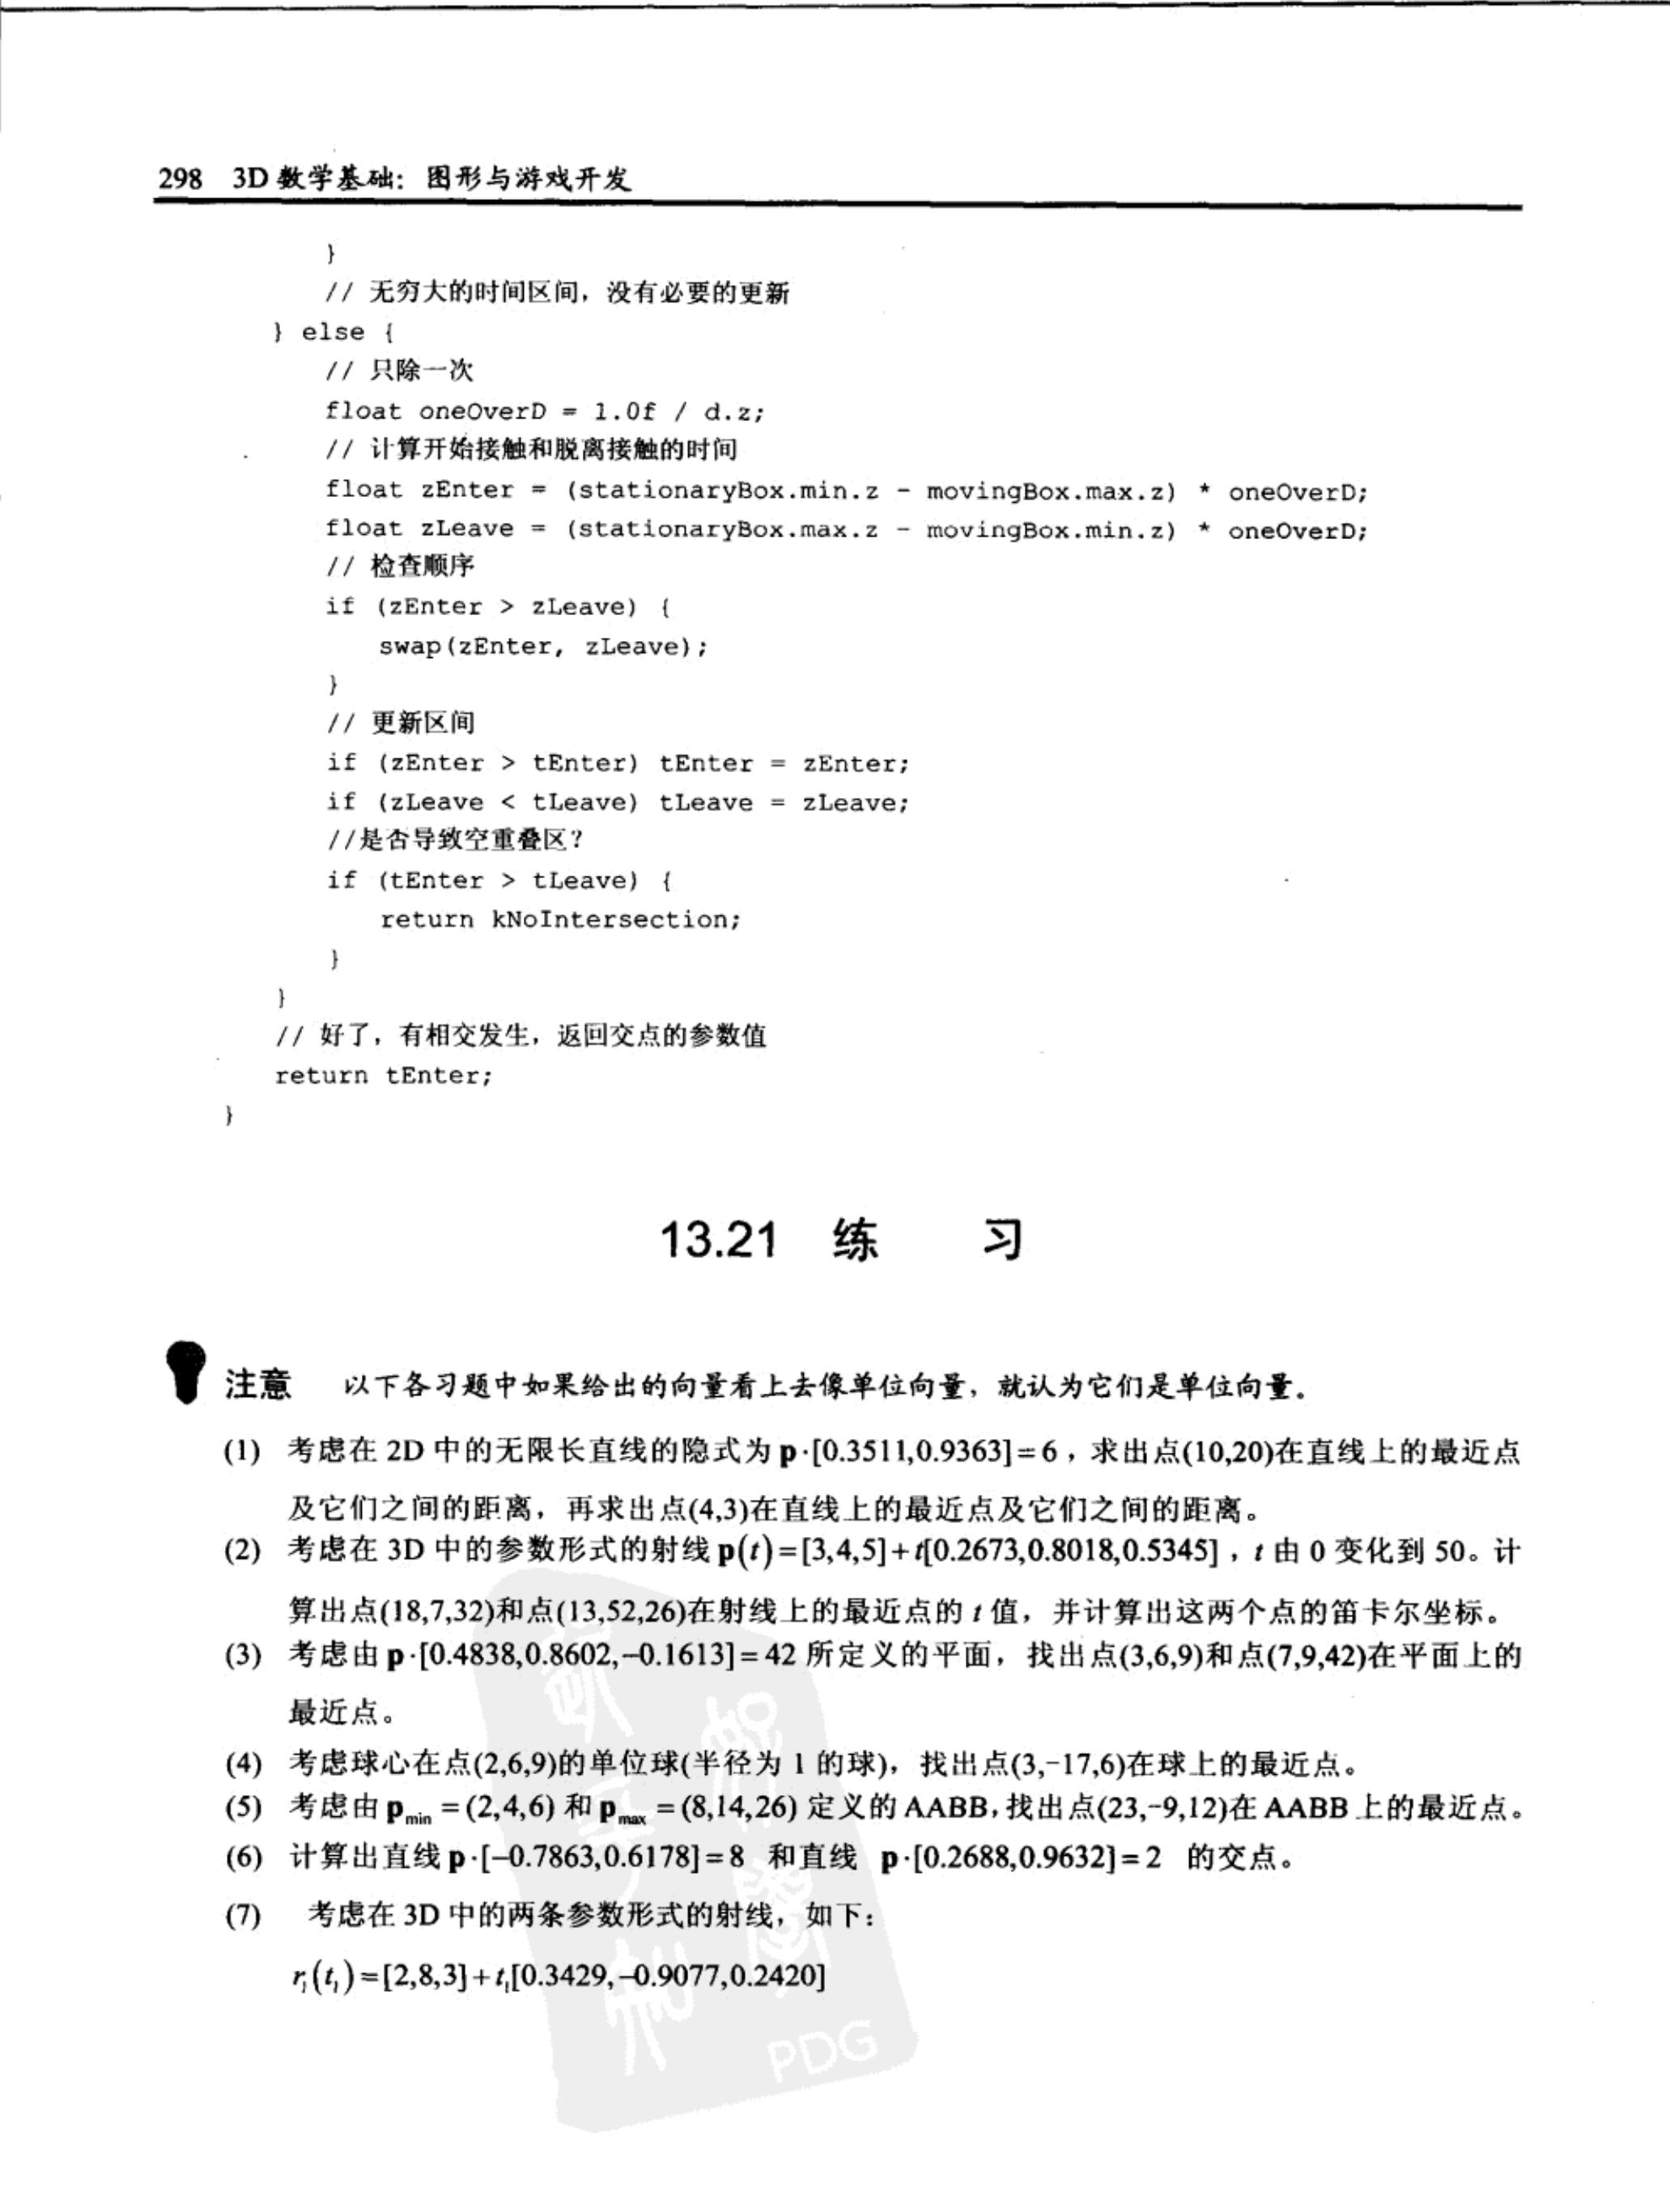 298 3D 数学基础：图形与游戏开发
}
// 无穷大的时间区间，没有必要的更新
} else {
// 只除一次
float oneOverD = 1.0f / d.z;
// 计算开始接触和脱离接触的时间
float zEnter = (stationaryBox.min.z - movingBox.max.z) * oneOverD;
float zLeave = (stationaryBox.max.z - movingBox.min.z) * oneOverD;
// 检查顺序
if (zEnter > zLeave) {
swap(zEnter, zLeave);
}
// 更新区间
if (zEnter > tEnter) tEnter = zEnter;
if (zLeave < tLeave) tLeave = zLeave;
//是否导致空重叠区？
if (tEnter > tLeave) {
return kNoIntersection;
}
}
// 好了，有相交发生，返回交点的参数值
return tEnter;
}
13.21 练 习
注意 以下各习题中如果给出的向量看上去像单位向量，就认为它们是单位向量。
(1) 考虑在 2D 中的无限长直线的隐式为 p·[0.3511,0.9363]=6，求出点(10,20)在直线上的最近点
及它们之间的距离，再求出点(4,3)在直线上的最近点及它们之间的距离。
(2) 考虑在 3D 中的参数形式的射线 p(t)=[3,4,5]+t[0.2673,0.8018,0.5345]，t 由 0 变化到 50。计
算出点(18,7,32)和点(13,52,26)在射线上的最近点的 t 值，并计算出这两个点的笛卡尔坐标。
(3) 考虑由 p·[0.4838,0.8602,−0.1613]=42 所定义的平面，找出点(3,6,9)和点(7,9,42)在平面上的
最近点。
(4) 考虑球心在点(2,6,9)的单位球(半径为 1 的球)，找出点(3,-17,6)在球上的最近点。
(5) 考虑由 pmin =(2,4,6) 和 pmax =(8,14,26) 定义的 AABB，找出点(23,-9,12)在 AABB 上的最近点。
(6) 计算出直线 p·[−0.7863,0.6178]=8 和直线 p·[0.2688,0.9632]=2 的交点。
(7) 考虑在 3D 中的两条参数形式的射线，如下：
r₁(t₁)=[2,8,3]+t₁[0.3429,−0.9077,0.2420]
PDG